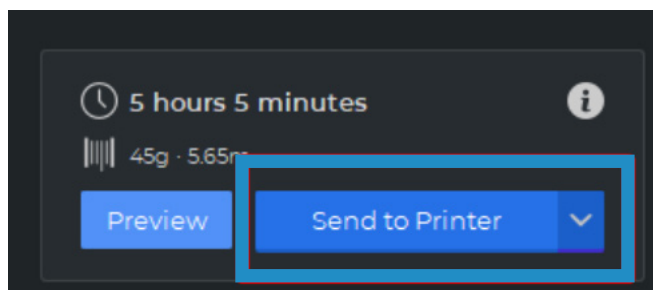 5 hours 5 minutes
45g · 5.65m
Preview
Send to Printer